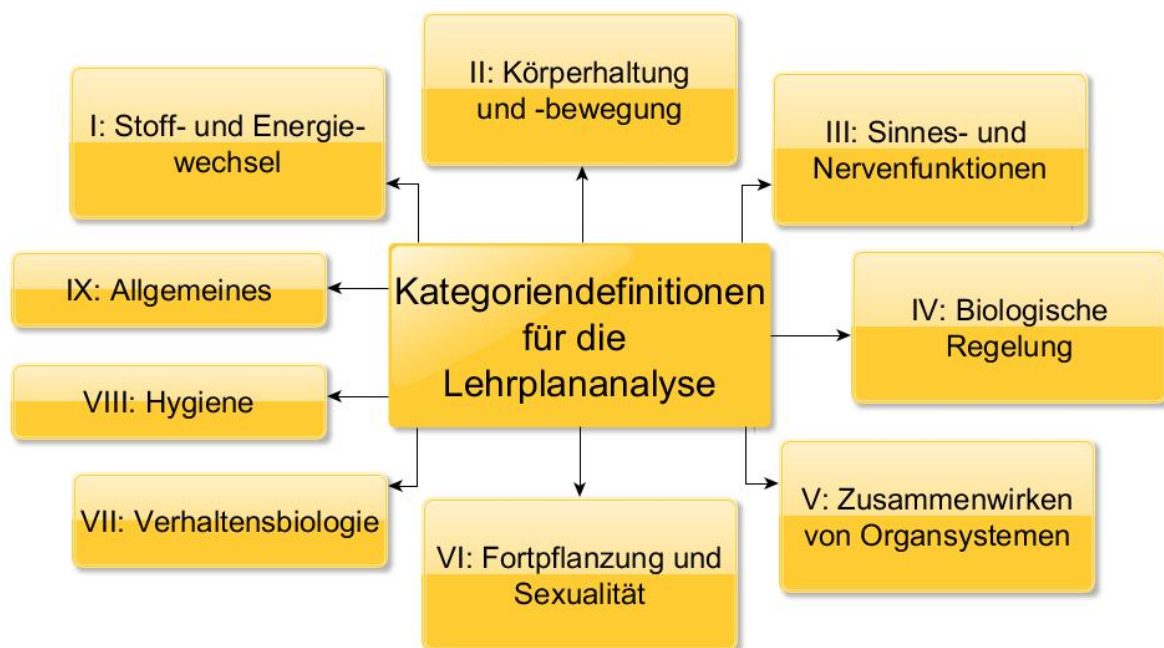 Kategoriendefinitionen
für die
Lehrplananalyse
I: Stoff- und Energie-
wechsel
II: Körperhaltung
und -bewegung
III: Sinnes- und
Nervenfunktionen
IV: Biologische
Regelung
V: Zusammenwirken
von Organsystemen
VI: Fortpflanzung und
Sexualität
VII: Verhaltensbiologie
VIII: Hygiene
IX: Allgemeines